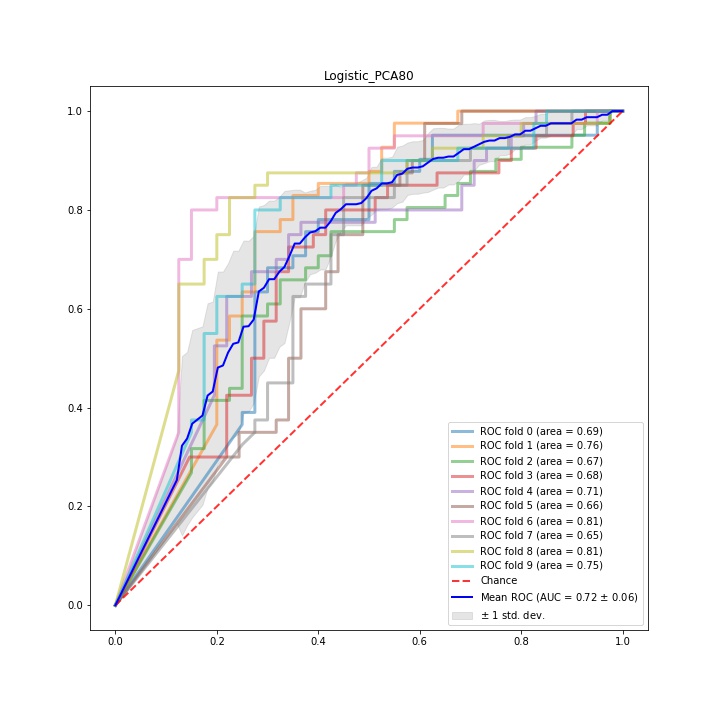 Logistic_PCA80
1.0
0.8
0.6
0.4
0.2
0.0
0.0 0.2 0.4 0.6 0.8 1.0
ROC fold 0 (area = 0.69)
ROC fold 1 (area = 0.76)
ROC fold 2 (area = 0.67)
ROC fold 3 (area = 0.68)
ROC fold 4 (area = 0.71)
ROC fold 5 (area = 0.66)
ROC fold 6 (area = 0.81)
ROC fold 7 (area = 0.65)
ROC fold 8 (area = 0.81)
ROC fold 9 (area = 0.75)
Chance
Mean ROC (AUC = 0.72 ± 0.06)
± 1 std. dev.